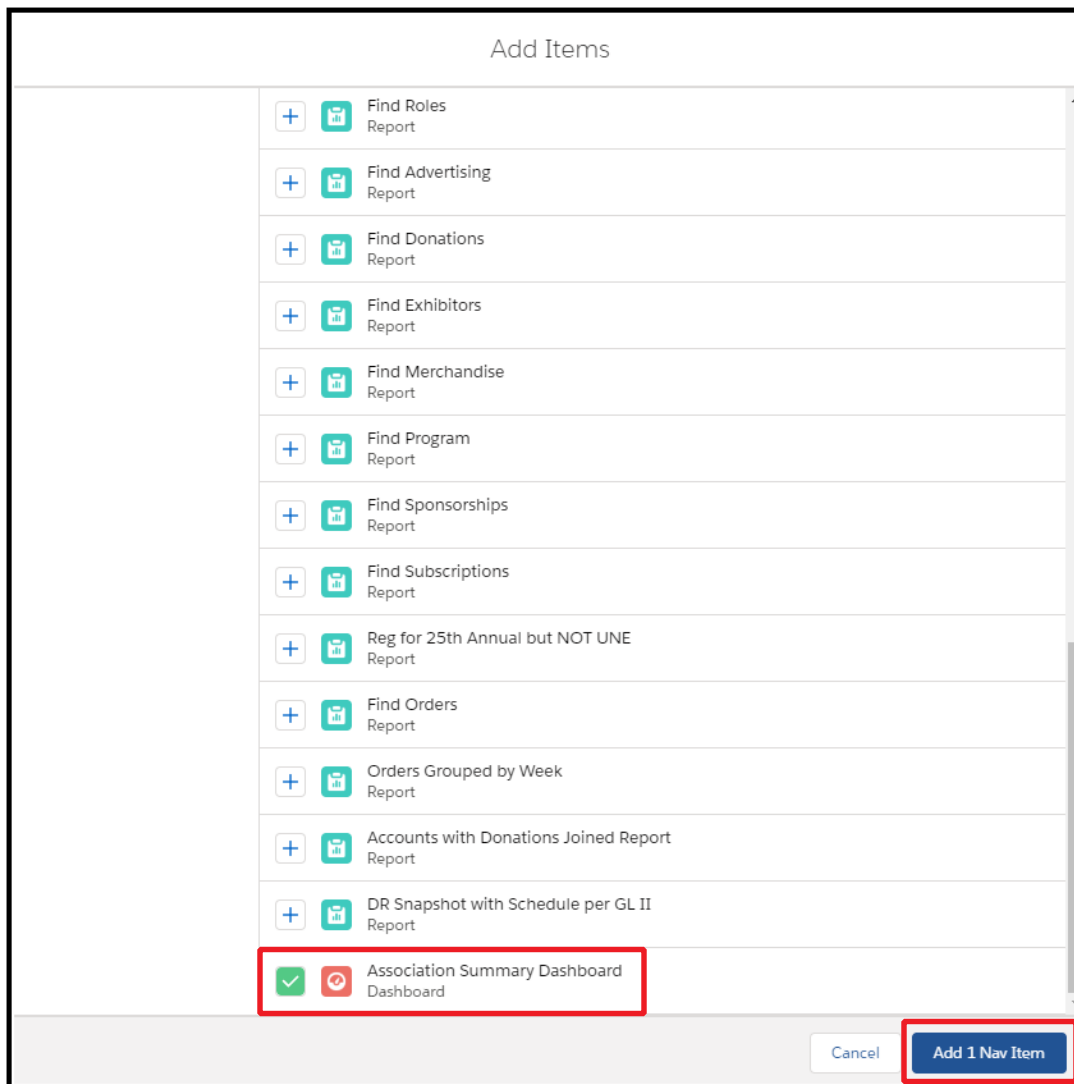 Add Items
Find Roles
Report
Find Advertising
Report
Find Donations
Report
Find Exhibitors
Report
Find Merchandise
Report
Find Program
Report
Find Sponsorships
Report
Find Subscriptions
Report
Reg for 25th Annual but NOT UNE
Report
Find Orders
Report
Orders Grouped by Week
Report
Accounts with Donations Joined Report
Report
DR Snapshot with Schedule per GL II
Report
Association Summary Dashboard
Dashboard
Cancel
Add 1 Nav Item